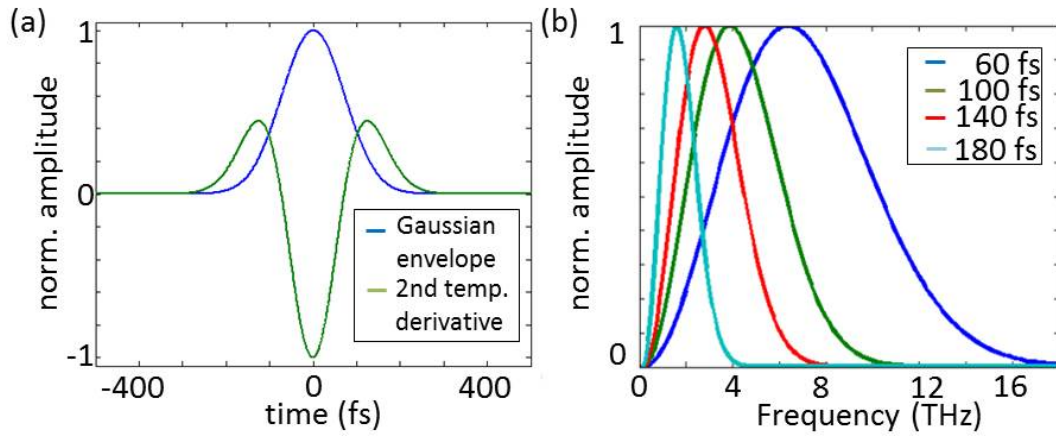 (a)
norm. amplitude
1
0
-1
-400
0
400
time (fs)
Gaussian
envelope
2nd temp.
derivative
(b)
norm. amplitude
1
0
0
4
8
12
16
Frequency (THz)
60 fs
100 fs
140 fs
180 fs